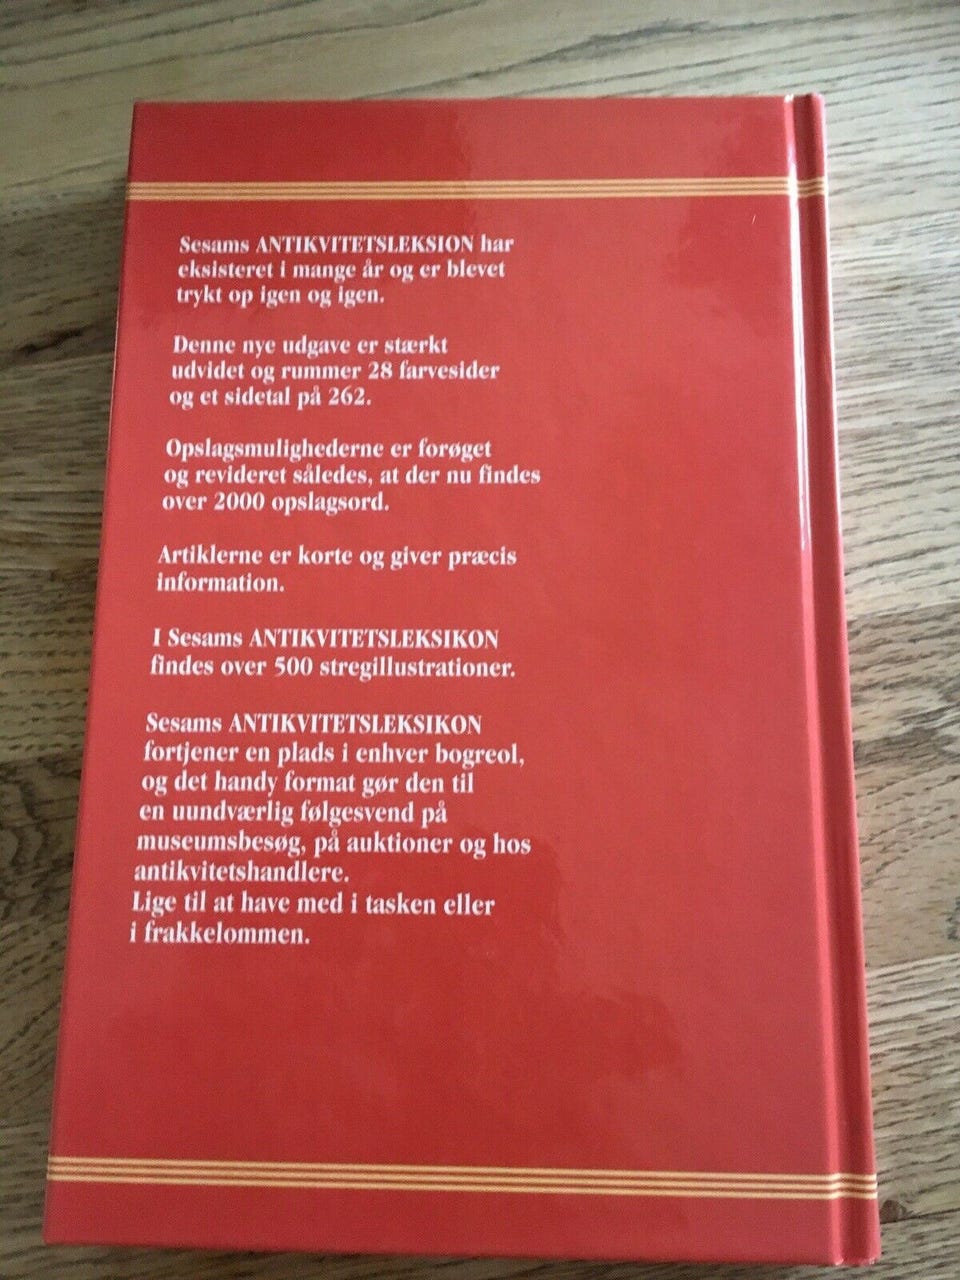 Sesams ANTIKVITETSLEKSION har
eksisteret i mange år og er blevet
trykt op igen og igen.
Denne nye udgave er stærkt
udvidet og rummer 28 farvesider
og et sidetal på 262.
Opslagsmulighederne er forøget
og revideret således, at der nu findes
over 2000 opslagsord.
Artiklerne er korte og giver præcis
information.
I Sesams ANTIKVITETSLEKSIKON
findes over 500 stregillustrationer.
Sesams ANTIKVITETSLEKSIKON
fortjener en plads i enhver bogreol,
og det handy format gør den til
en uundværlig følgesvend på
museumsbesøg, på auktioner og hos
antikvitetshandlere.
Lige til at have med i tasken eller
i frakkelommen.